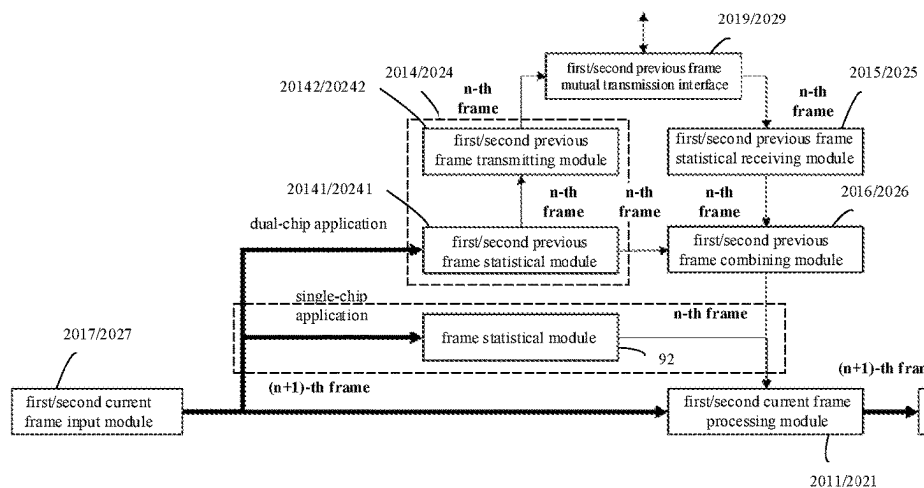 2019/2029
first/second previous frame
mutual transmission interface
2014/2024
20142/20242
n-th
frame
2015/2025
n-th
frame
first/second previous
frame transmitting module
first/second previous frame
statistical receiving module
20141/20241
n-th
frame
n-th
frame
n-th
frame
2016/2026
dual-chip application
first/second previous
frame statistical module
first/second previous
frame combining module
single-chip
application
n-th frame
2017/2027
frame statistical module
92
(n+1)-th frame
(n+1)-th fram
first/second current
frame input module
first/second current frame
processing module
2011/2021